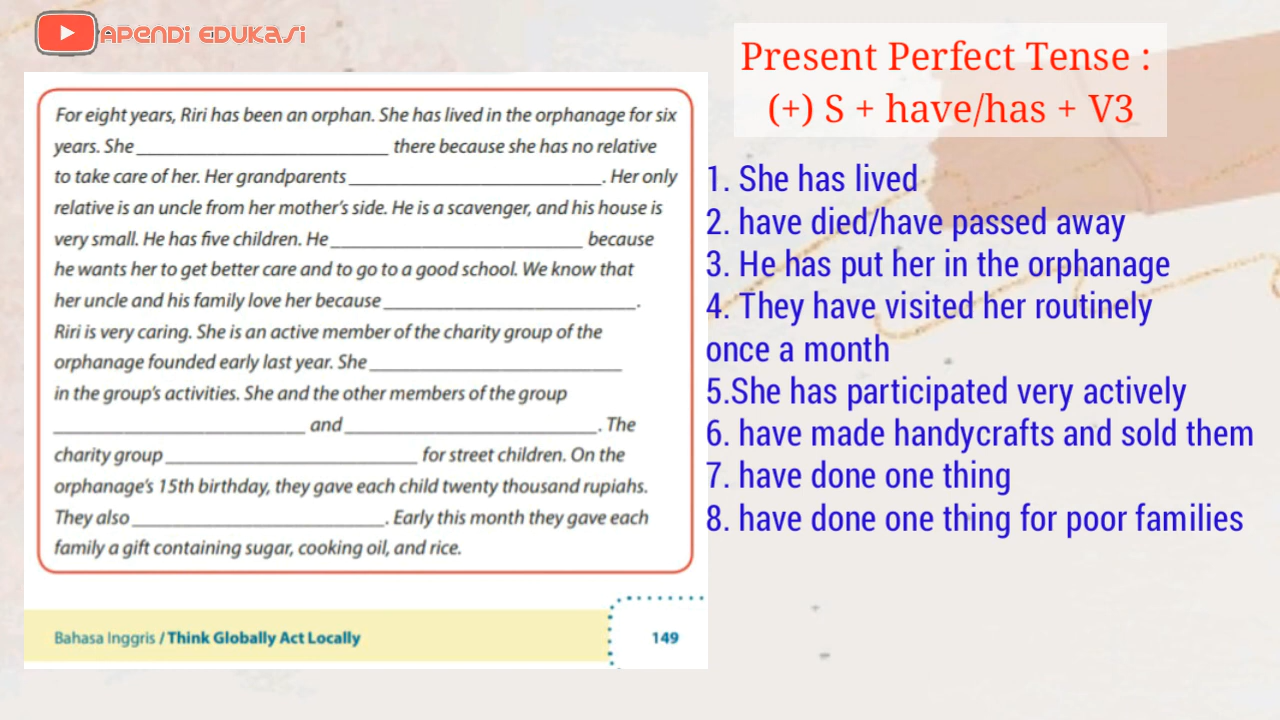 APENDI EDUKASI
For eight years, Riri has been an orphan. She has lived in the orphanage for six
years. She ____________________ there because she has no relative
to take care of her. Her grandparents ____________________. Her only
relative is an uncle from her mother's side. He is a scavenger, and his house is
very small. He has five children. He ____________________ because
he wants her to get better care and to go to a good school. We know that
her uncle and his family love her because ____________________.
Riri is very caring. She is an active member of the charity group of the
orphanage founded early last year. She ____________________
in the group's activities. She and the other members of the group
____________________ and ____________________. The
charity group ____________________ for street children. On the
orphanage's 15th birthday, they gave each child twenty thousand rupiahs.
They also ____________________. Early this month they gave each
family a gift containing sugar, cooking oil, and rice.
Bahasa Inggris / Think Globally Act Locally
149
Present Perfect Tense :
(+) S + have/has + V3
1. She has lived
2. have died/have passed away
3. He has put her in the orphanage
4. They have visited her routinely
once a month
5.She has participated very actively
6. have made handycrafts and sold them
7. have done one thing
8. have done one thing for poor families